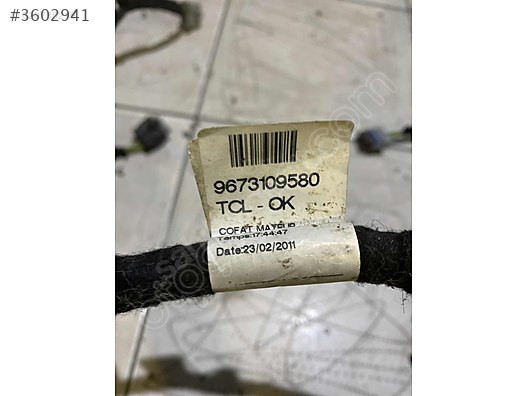 #3602941
9673109580
TCL - OK
COFAT MATEUR
Temps:17:44:47
Date:23/02/2011